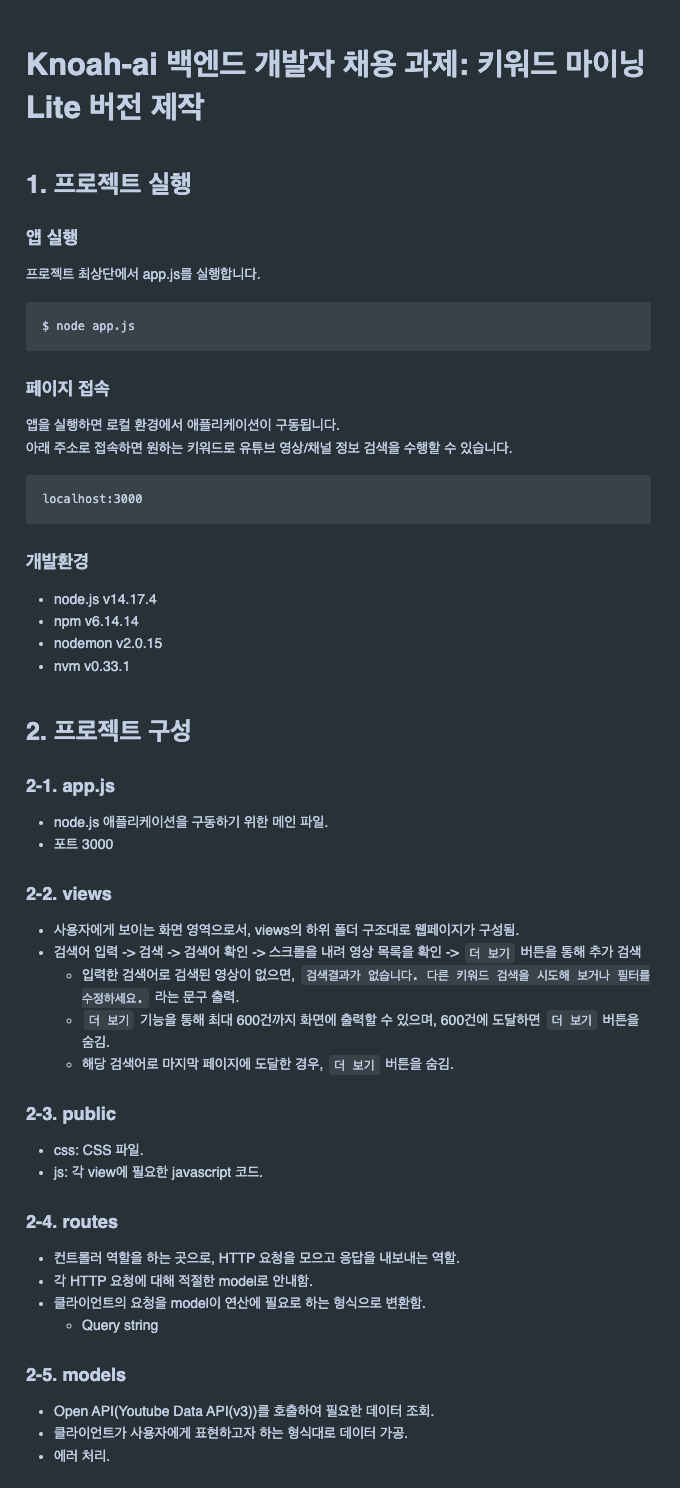 Knoah-ai 백엔드 개발자 채용 과제: 키워드 마이닝
Lite 버전 제작
1. 프로젝트 실행
앱 실행
프로젝트 최상단에서 app.js를 실행합니다.
$ node app.js
페이지 접속
앱을 실행하면 로컬 환경에서 애플리케이션이 구동됩니다.
아래 주소로 접속하면 원하는 키워드로 유튜브 영상/채널 정보 검색을 수행할 수 있습니다.
localhost:3000
개발환경
• node.js v14.17.4
• npm v6.14.14
• nodemon v2.0.15
• nvm v0.33.1
2. 프로젝트 구성
2-1. app.js
• node.js 애플리케이션을 구동하기 위한 메인 파일.
• 포트 3000
2-2. views
• 사용자에게 보이는 화면 영역으로서, views의 하위 폴더 구조대로 웹페이지가 구성됨.
• 검색어 입력 -> 검색 -> 검색어 확인 -> 스크롤을 내려 영상 목록을 확인 -> 더 보기 버튼을 통해 추가 검색
◦ 입력한 검색어로 검색된 영상이 없으면, 검색결과가 없습니다. 다른 키워드 검색을 시도해 보거나 필터를
수정하세요. 라는 문구 출력.
◦ 더 보기 기능을 통해 최대 600건까지 화면에 출력할 수 있으며, 600건에 도달하면 더 보기 버튼을
숨김.
◦ 해당 검색어로 마지막 페이지에 도달한 경우, 더 보기 버튼을 숨김.
2-3. public
• css: CSS 파일.
• js: 각 view에 필요한 javascript 코드.
2-4. routes
• 컨트롤러 역할을 하는 곳으로, HTTP 요청을 모으고 응답을 내보내는 역할.
• 각 HTTP 요청에 대해 적절한 model로 안내함.
• 클라이언트의 요청을 model이 연산에 필요로 하는 형식으로 변환함.
◦ Query string
2-5. models
• Open API(Youtube Data API(v3))를 호출하여 필요한 데이터 조회.
• 클라이언트가 사용자에게 표현하고자 하는 형식대로 데이터 가공.
• 에러 처리.